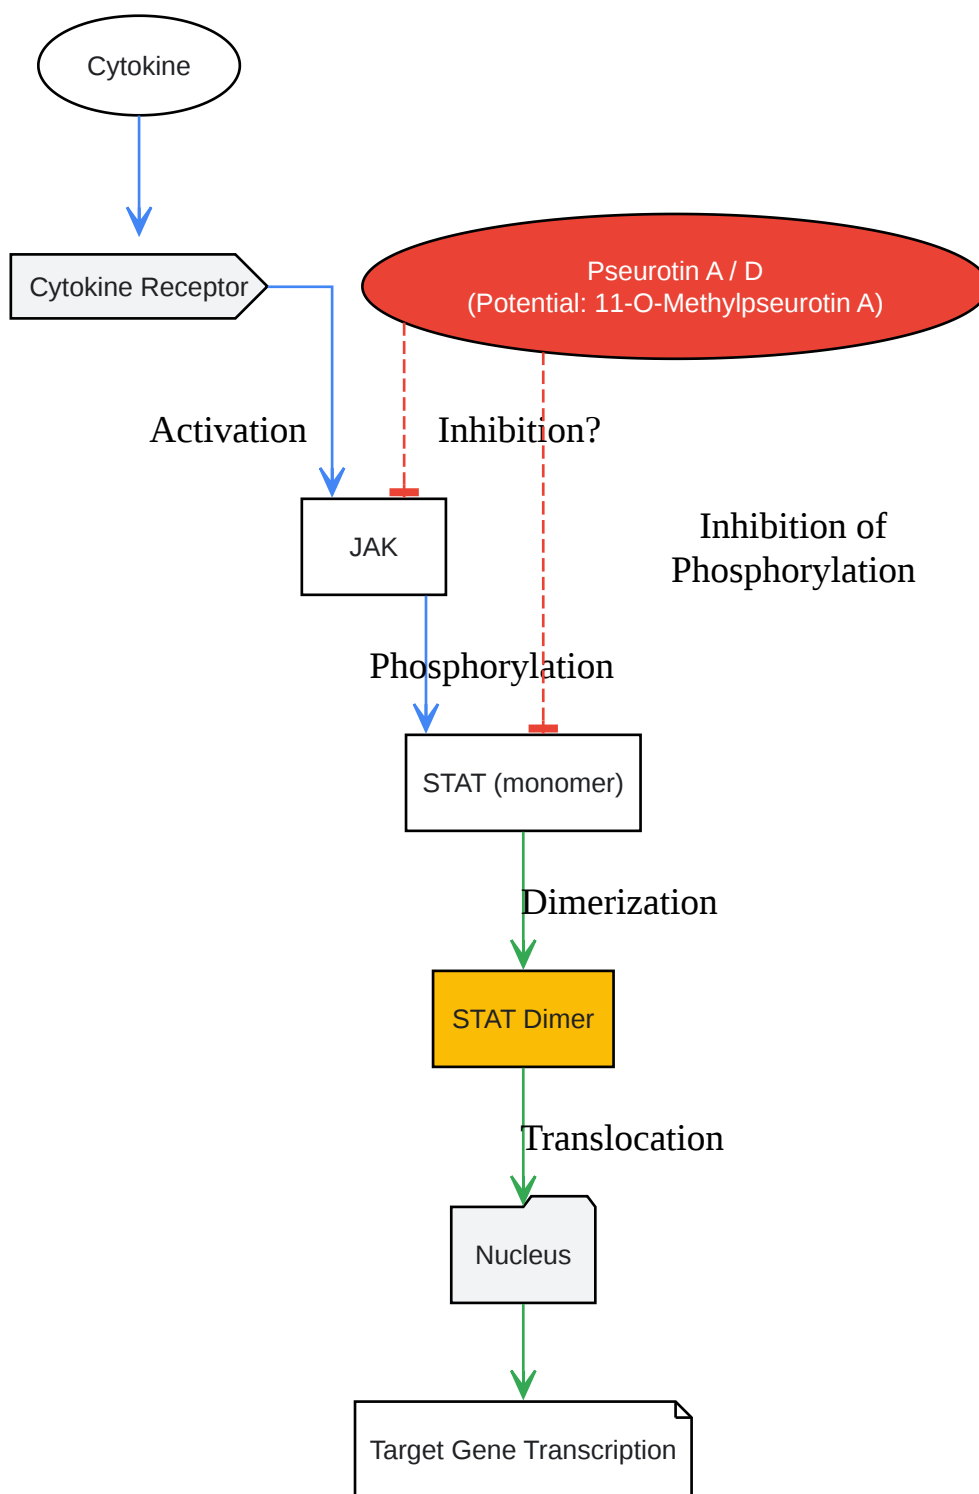 Cytokine
Cytokine Receptor
Pseurotin A / D
(Potential: 11-O-Methylpseurotin A)
Activation
Inhibition?
JAK
Inhibition of
Phosphorylation
Phosphorylation
STAT (monomer)
Dimerization
STAT Dimer
Translocation
Nucleus
Target Gene Transcription